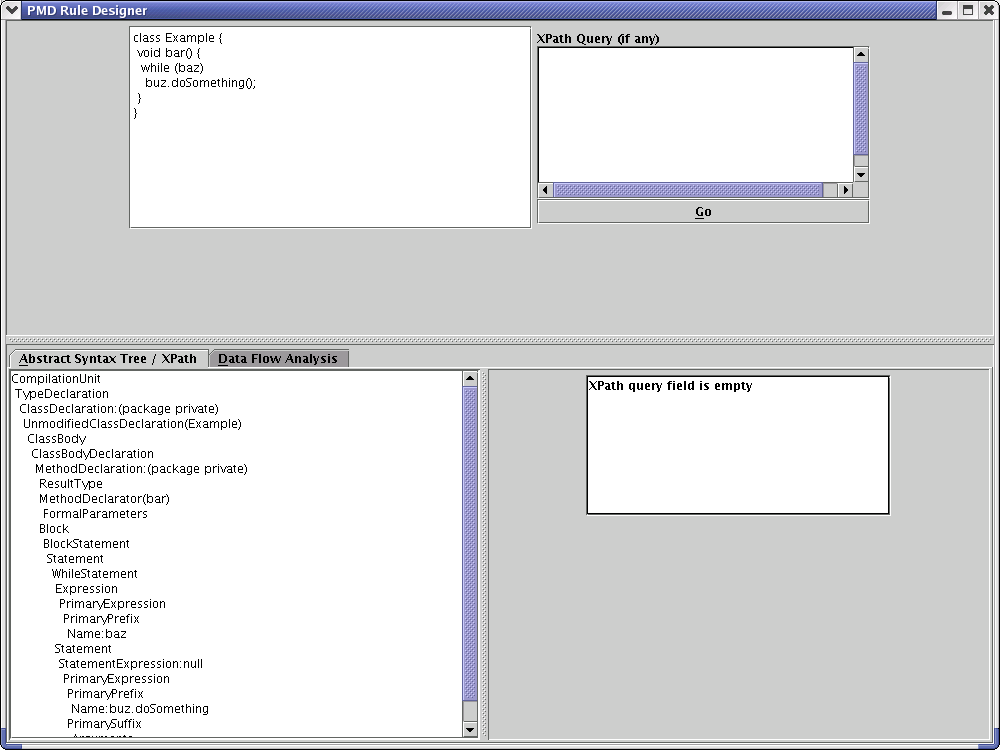 PMD Rule Designer
class Example {
void bar() {
while (baz)
buz.doSomething();
}
}
XPath Query (if any)
Go
Abstract Syntax Tree / XPath
Data Flow Analysis
CompilationUnit
TypeDeclaration
ClassDeclaration:(package private)
UnmodifiedClassDeclaration(Example)
ClassBody
ClassBodyDeclaration
MethodDeclaration:(package private)
ResultType
MethodDeclarator(bar)
FormalParameters
Block
BlockStatement
Statement
WhileStatement
Expression
PrimaryExpression
PrimaryPrefix
Name:baz
Statement
StatementExpression:null
PrimaryExpression
PrimaryPrefix
Name:buz.doSomething
PrimarySuffix
XPath query field is empty